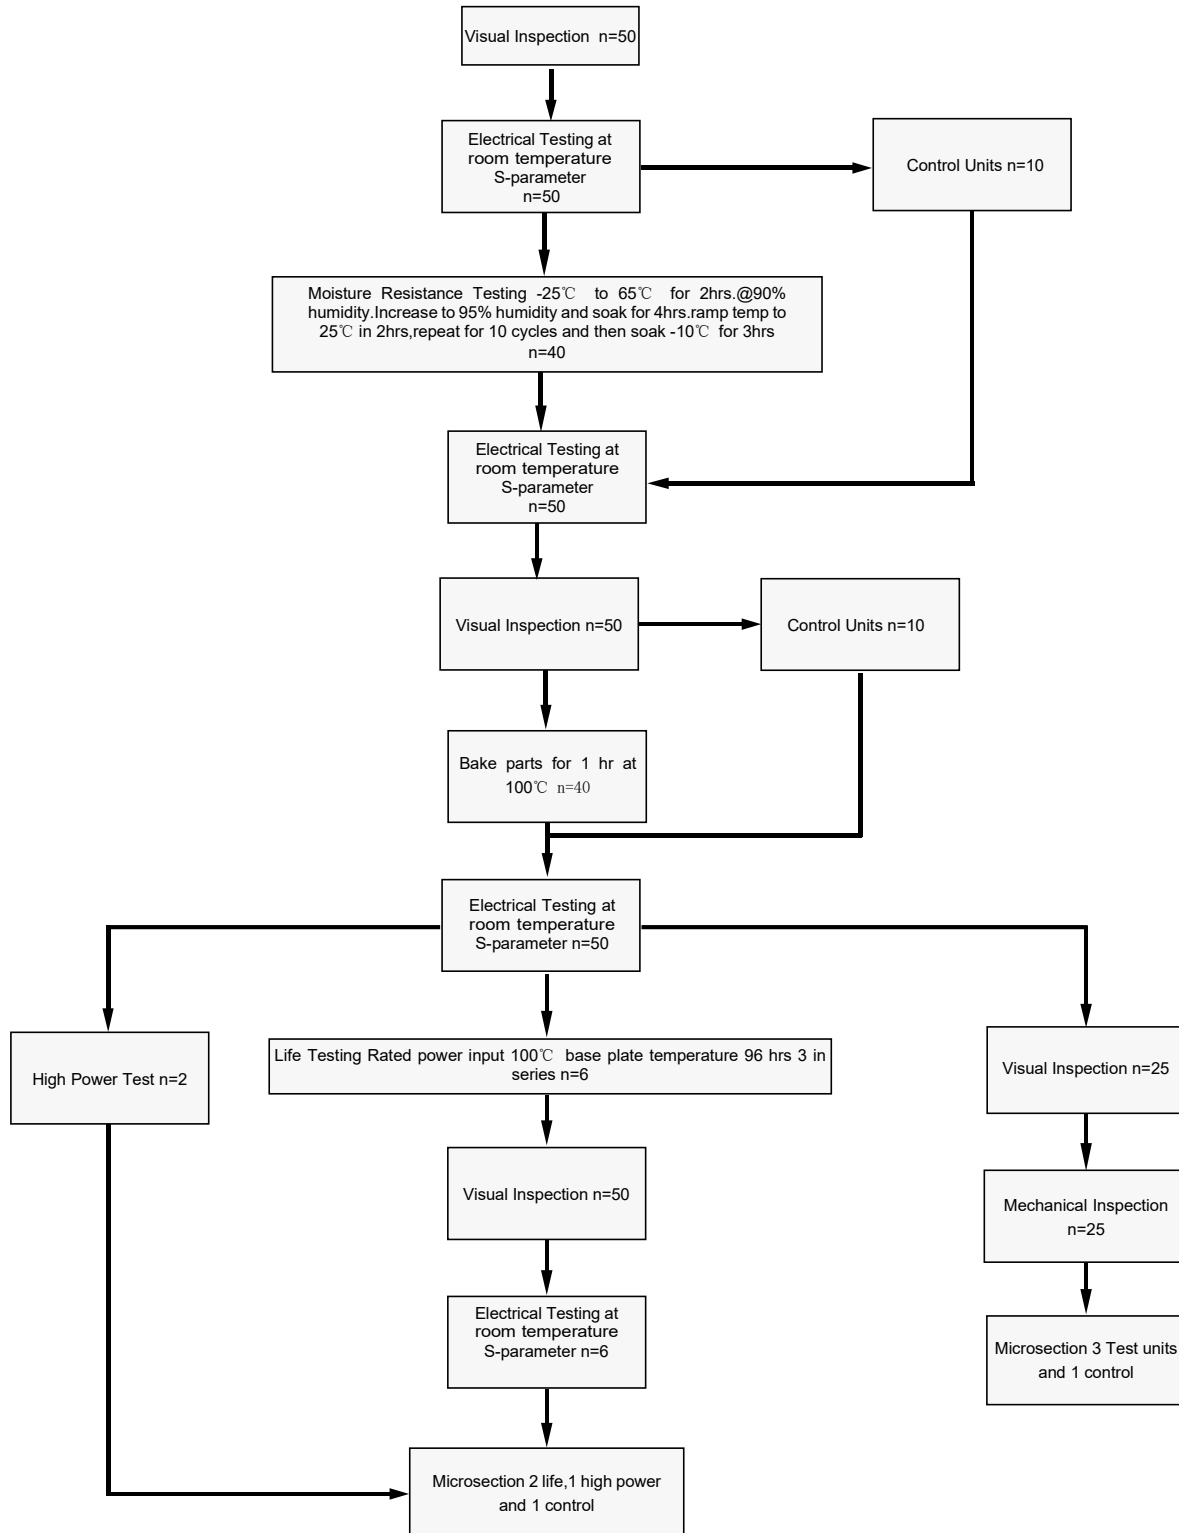 Visual Inspection n=50
Electrical Testing at
room temperature
S-parameter
n=50
Control Units n=10
Moisture Resistance Testing -25℃ to 65℃ for 2hrs.@90%
humidity.Increase to 95% humidity and soak for 4hrs.ramp temp to
25℃ in 2hrs,repeat for 10 cycles and then soak -10℃ for 3hrs
n=40
Electrical Testing at
room temperature
S-parameter
n=50
Visual Inspection n=50
Control Units n=10
Bake parts for 1 hr at
100℃ n=40
Electrical Testing at
room temperature
S-parameter n=50
High Power Test n=2
Life Testing Rated power input 100℃ base plate temperature 96 hrs 3 in
series n=6
Visual Inspection n=25
Visual Inspection n=50
Mechanical Inspection
n=25
Electrical Testing at
room temperature
S-parameter n=6
Microsection 3 Test units
and 1 control
Microsection 2 life,1 high power
and 1 control